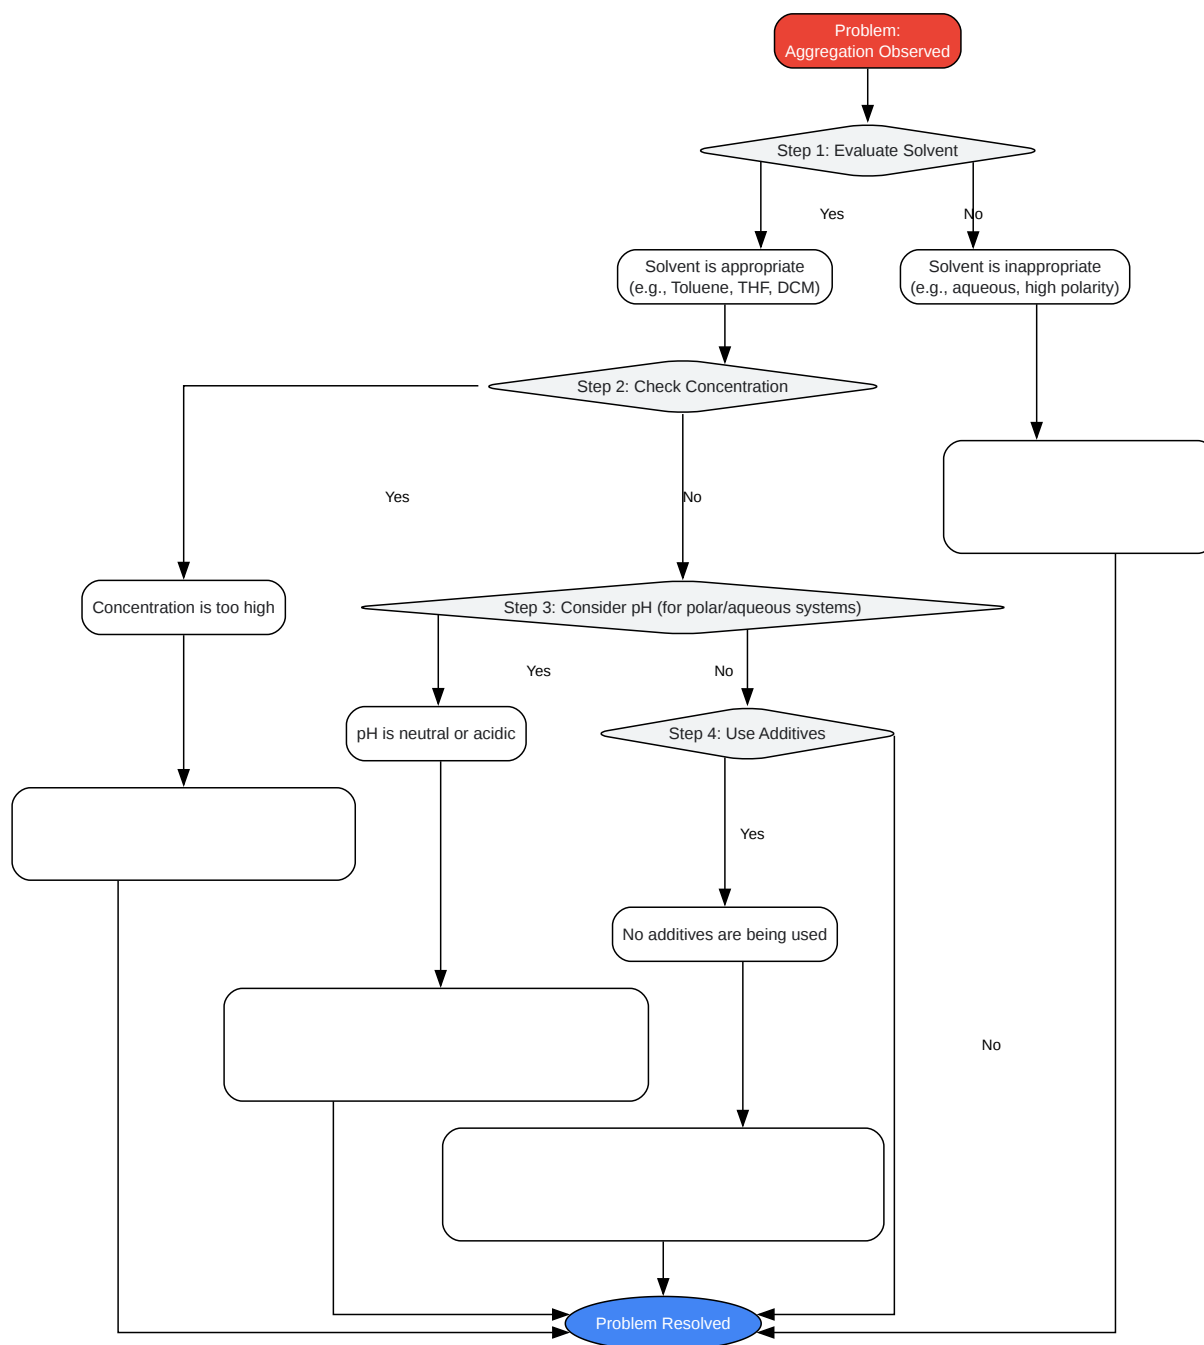 Problem:
Aggregation Observed
Step 1: Evaluate Solvent
Yes
No
Solvent is appropriate
(e.g., Toluene, THF, DCM)
Solvent is inappropriate
(e.g., aqueous, high polarity)
Step 2: Check Concentration
Yes
No
Concentration is too high
Step 3: Consider pH (for polar/aqueous systems)
Yes
No
pH is neutral or acidic
Step 4: Use Additives
Yes
No additives are being used
No
Problem Resolved